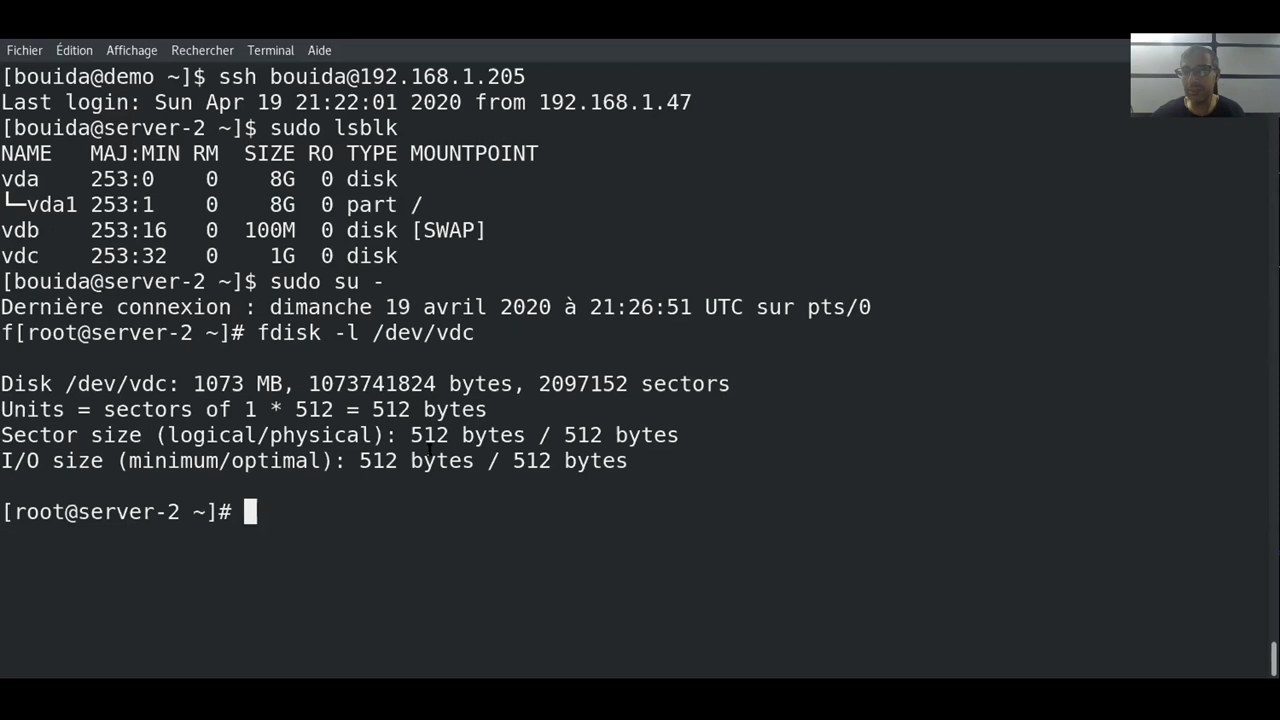 Fichier Édition Affichage Rechercher Terminal Aide
[bouida@demo ~]$ ssh bouida@192.168.1.205
Last login: Sun Apr 19 21:22:01 2020 from 192.168.1.47
[bouida@server-2 ~]$ sudo lsblk
NAME   MAJ:MIN RM  SIZE RO TYPE MOUNTPOINT
vda    253:0    0    8G  0 disk
└─vda1 253:1    0    8G  0 part /
vdb    253:16   0  100M  0 disk [SWAP]
vdc    253:32   0    1G  0 disk
[bouida@server-2 ~]$ sudo su -
Dernière connexion : dimanche 19 avril 2020 à 21:26:51 UTC sur pts/0
f[root@server-2 ~]# fdisk -l /dev/vdc
Disk /dev/vdc: 1073 MB, 1073741824 bytes, 2097152 sectors
Units = sectors of 1 * 512 = 512 bytes
Sector size (logical/physical): 512 bytes / 512 bytes
I/O size (minimum/optimal): 512 bytes / 512 bytes
[root@server-2 ~]#